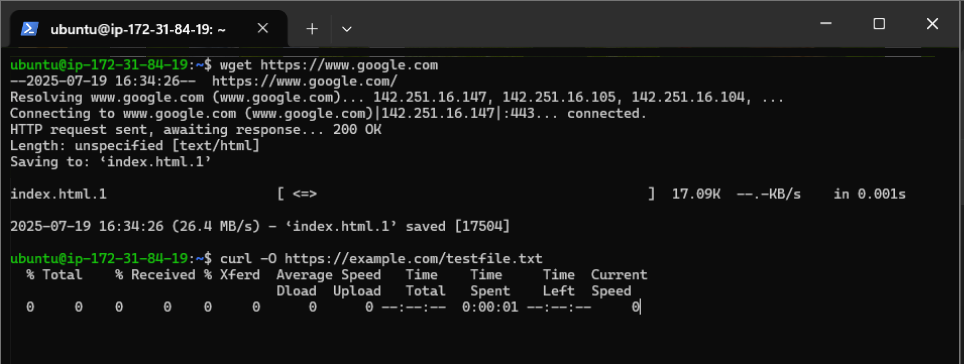 ubuntu@ip-172-31-84-19: ~
ubuntu@ip-172-31-84-19:~$ wget https://www.google.com
--2025-07-19 16:34:26--  https://www.google.com/
Resolving www.google.com (www.google.com)... 142.251.16.147, 142.251.16.105, 142.251.16.104, ...
Connecting to www.google.com (www.google.com)|142.251.16.147|:443... connected.
HTTP request sent, awaiting response... 200 OK
Length: unspecified [text/html]
Saving to: ‘index.html.1’
index.html.1                     [ <=>                                          ]  17.09K  --.-KB/s    in 0.001s
2025-07-19 16:34:26 (26.4 MB/s) - ‘index.html.1’ saved [17504]
ubuntu@ip-172-31-84-19:~$ curl -O https://example.com/testfile.txt
  % Total    % Received % Xferd  Average Speed   Time    Time     Time  Current
                                 Dload  Upload   Total   Spent    Left  Speed
  0     0    0     0    0     0      0      0 --:--:--  0:00:01 --:--:--     0